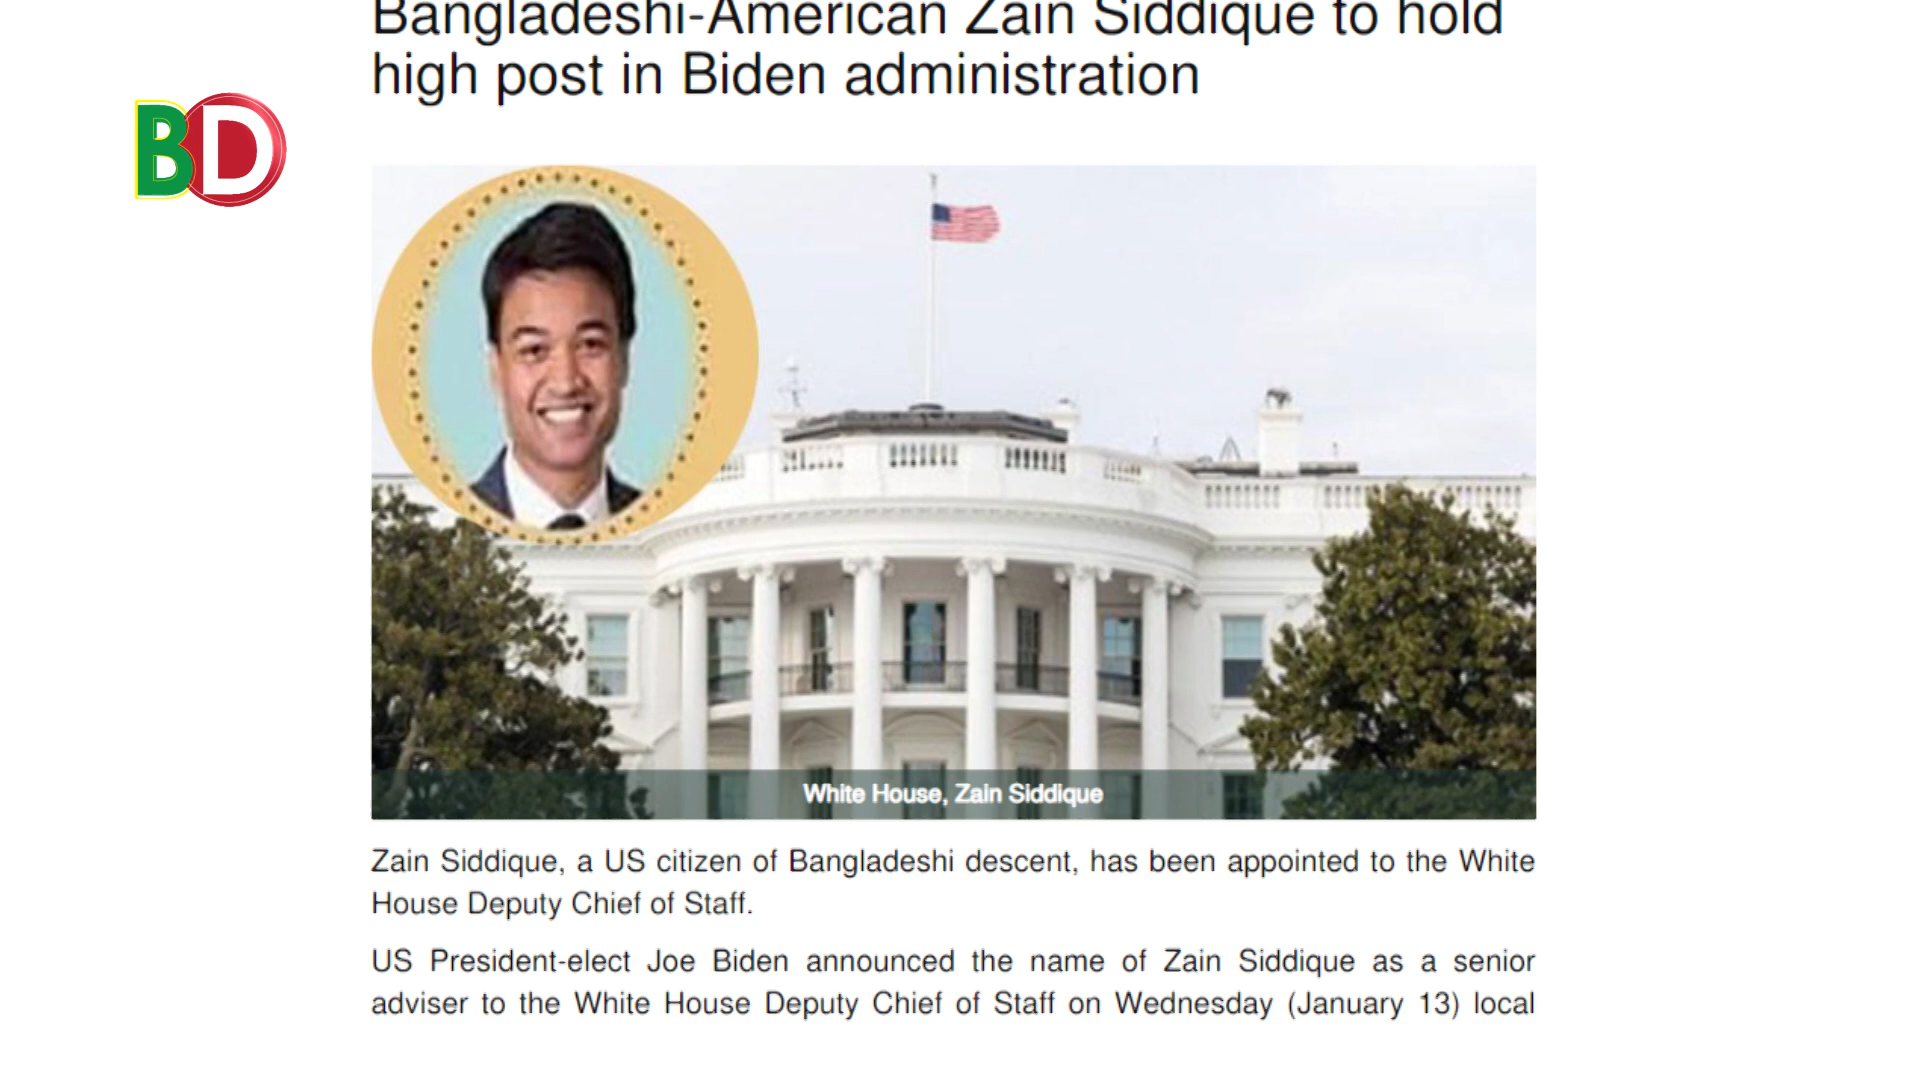 Bangladeshi-American Zain Siddique to hold
high post in Biden administration
BD
White House, Zain Siddique
Zain Siddique, a US citizen of Bangladeshi descent, has been appointed to the White
House Deputy Chief of Staff.
US President-elect Joe Biden announced the name of Zain Siddique as a senior
adviser to the White House Deputy Chief of Staff on Wednesday (January 13) local